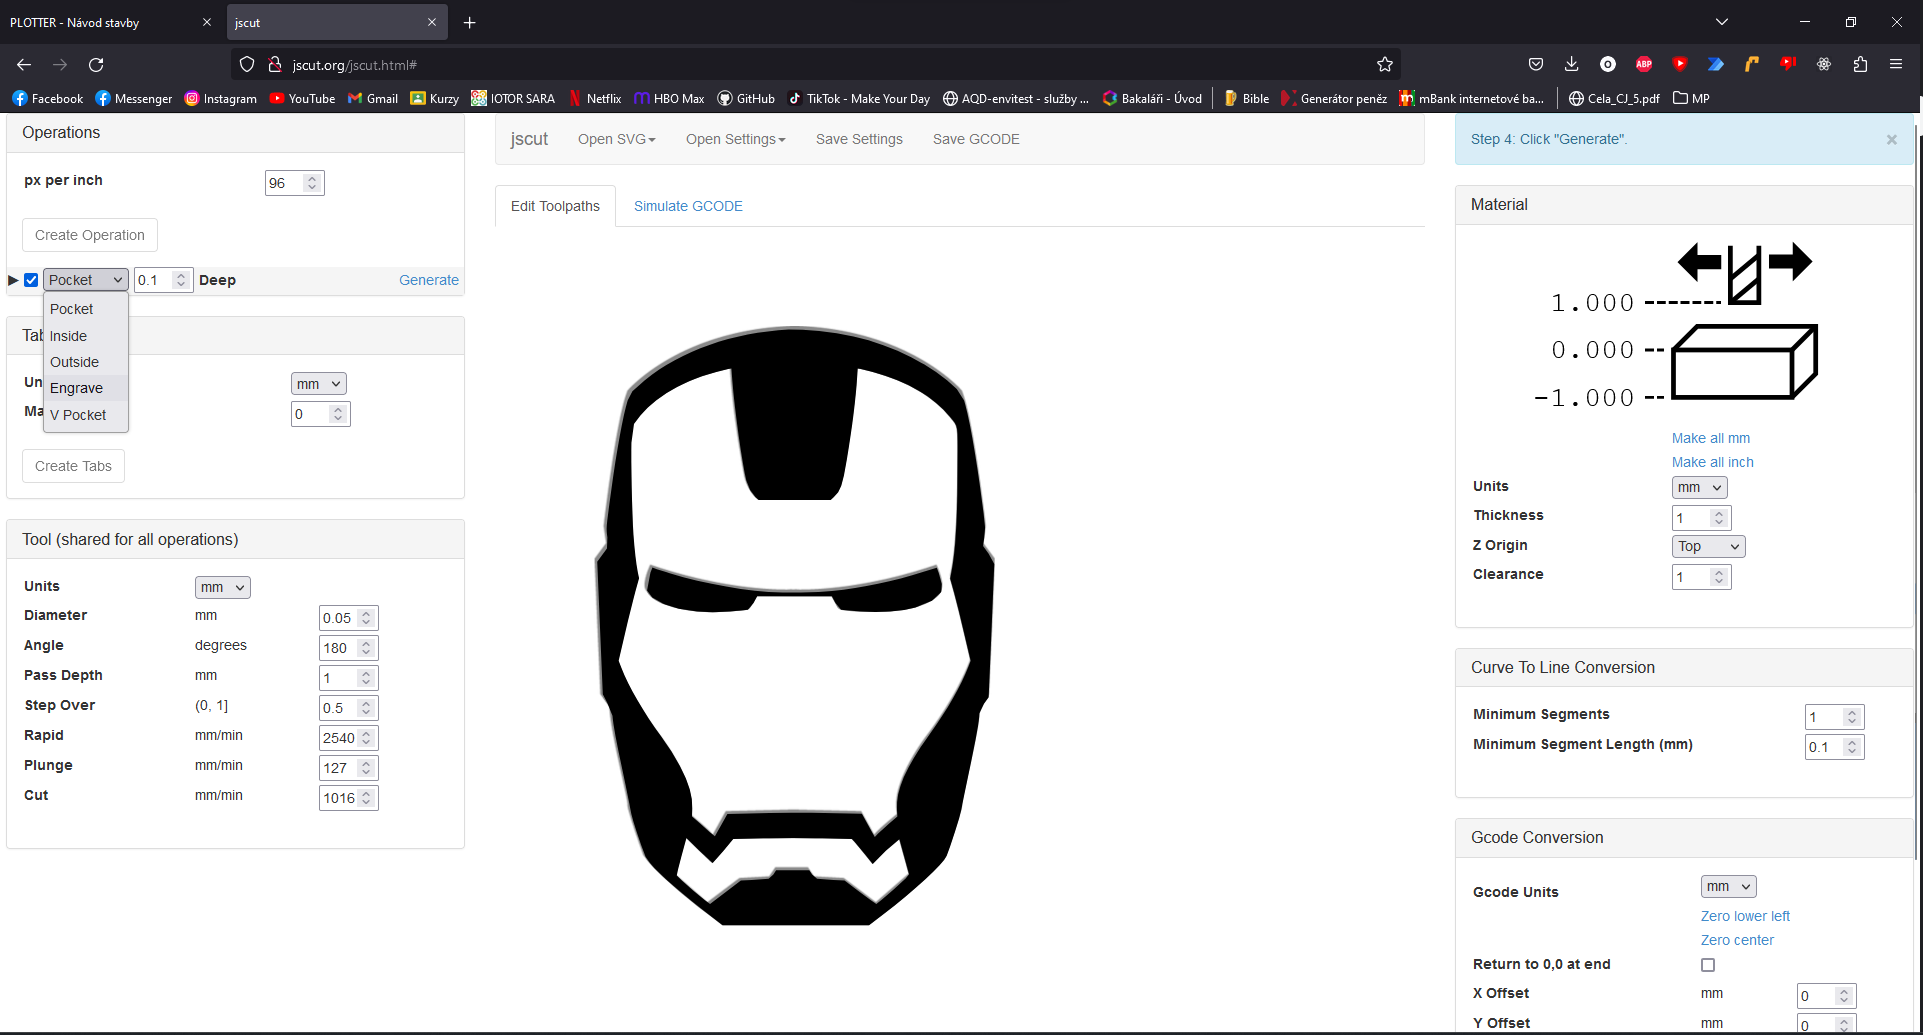 PLOTTER - Návod stavby
jscut
jscut.org/jscut.html#
Facebook Messenger Instagram YouTube Gmail Kurzy IOTOR SARA Netflix HBO Max GitHub TikTok - Make Your Day AQD-envitest - služby ... Bakaláři - Úvod Bible Generátor peněz mBank internetové ba... Cela_CJ_5.pdf MP
Operations
px per inch 96
Create Operation
Pocket 0.1 Deep Generate
Pocket
Inside
Outside
Engrave
V Pocket
Tab
Un mm
Ma 0
Create Tabs
Tool (shared for all operations)
Units mm
Diameter mm 0.05
Angle degrees 180
Pass Depth mm 1
Step Over (0, 1] 0.5
Rapid mm/min 2540
Plunge mm/min 127
Cut mm/min 1016
jscut Open SVG Open Settings Save Settings Save GCODE
Edit Toolpaths Simulate GCODE
Step 4: Click "Generate". ×
Material
1.000
0.000
-1.000
Make all mm
Make all inch
Units mm
Thickness 1
Z Origin Top
Clearance 1
Curve To Line Conversion
Minimum Segments 1
Minimum Segment Length (mm) 0.1
Gcode Conversion
Gcode Units mm
Zero lower left
Zero center
Return to 0,0 at end
X Offset mm 0
Y Offset mm 0